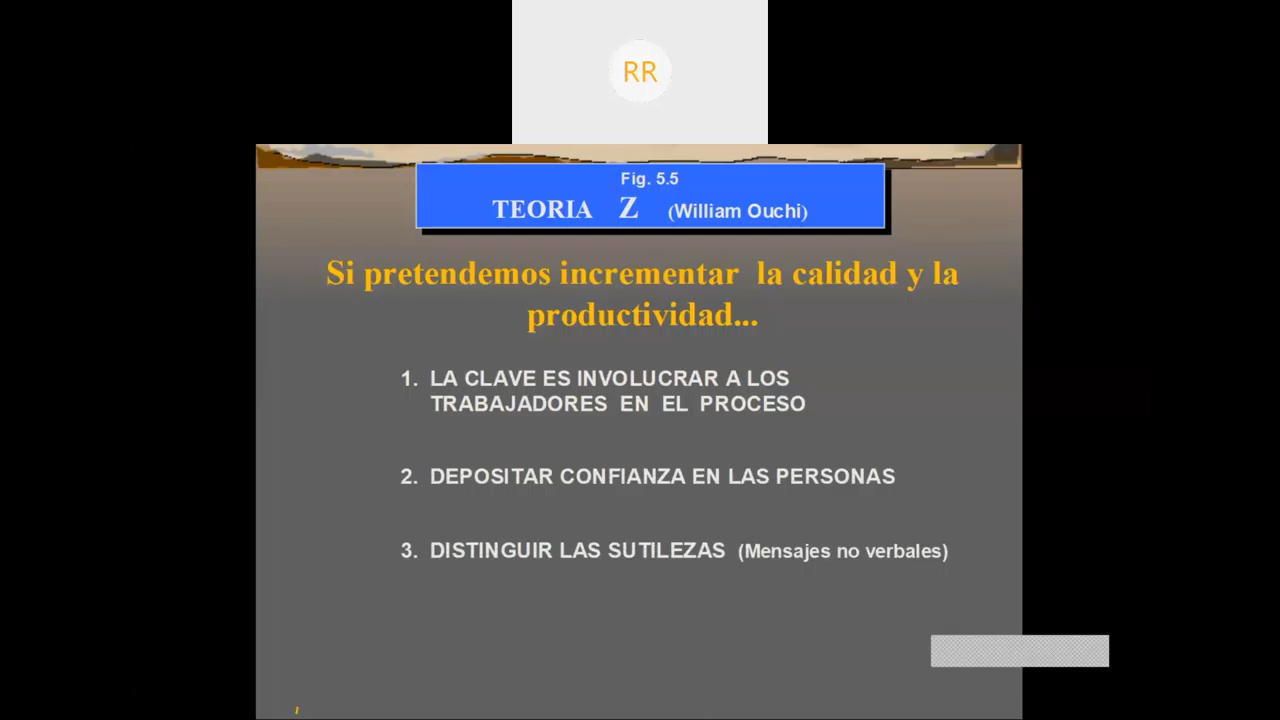 RR
Fig. 5.5
TEORIA Z (William Ouchi)
Si pretendemos incrementar la calidad y la
productividad...
1. LA CLAVE ES INVOLUCRAR A LOS
TRABAJADORES EN EL PROCESO
2. DEPOSITAR CONFIANZA EN LAS PERSONAS
3. DISTINGUIR LAS SUTILEZAS (Mensajes no verbales)
1